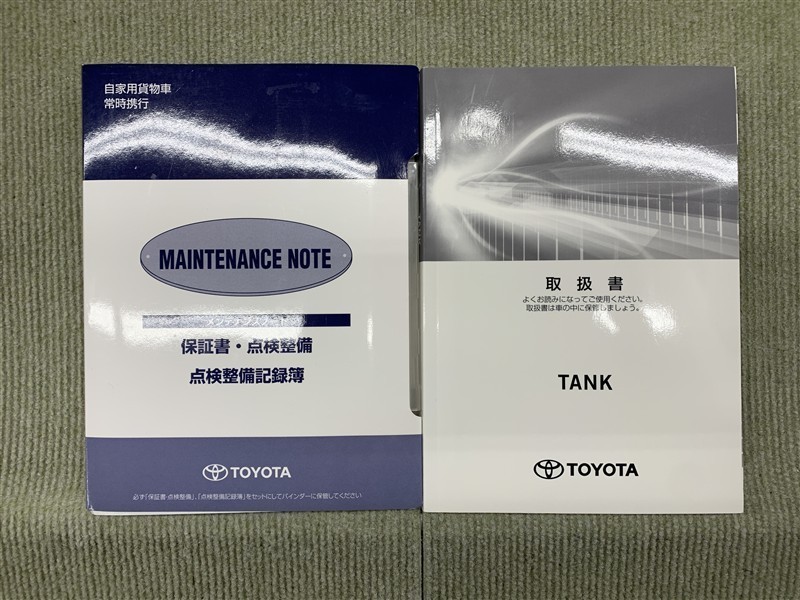 自家用貨物車
常時携行
MAINTENANCE NOTE
保証書・点検整備
点検整備記録簿
TOYOTA
必ず「保証書・点検整備」、「点検整備記録簿」をセットにしてバインダーに保管してください
取扱書
よくお読みになってご使用ください。
取扱書は車の中に保管しましょう。
TANK
TOYOTA